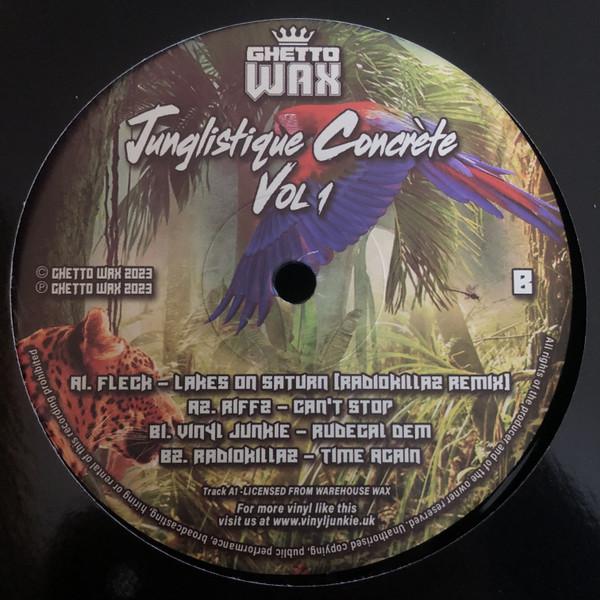 GHETTO
WAX
Junglistique Concrète
Vol 1
© GHETTO WAX 2023
℗ GHETTO WAX 2023
B
A1. FLECK - LAKES ON SATURN [RADIOKILLAZ REMIX]
A2. RIFFZ - CAN'T STOP
B1. VINYL JUNKIE - RUDEGAL DEM
B2. RADIOKILLAZ - TIME AGAIN
Track A1 - LICENSED FROM WAREHOUSE WAX
For more vinyl like this
visit us at www.vinyljunkie.uk
All rights of the producer and of the owner reserved. Unauthorised copying, public performance, broadcasting, hiring or rental of this recording prohibited